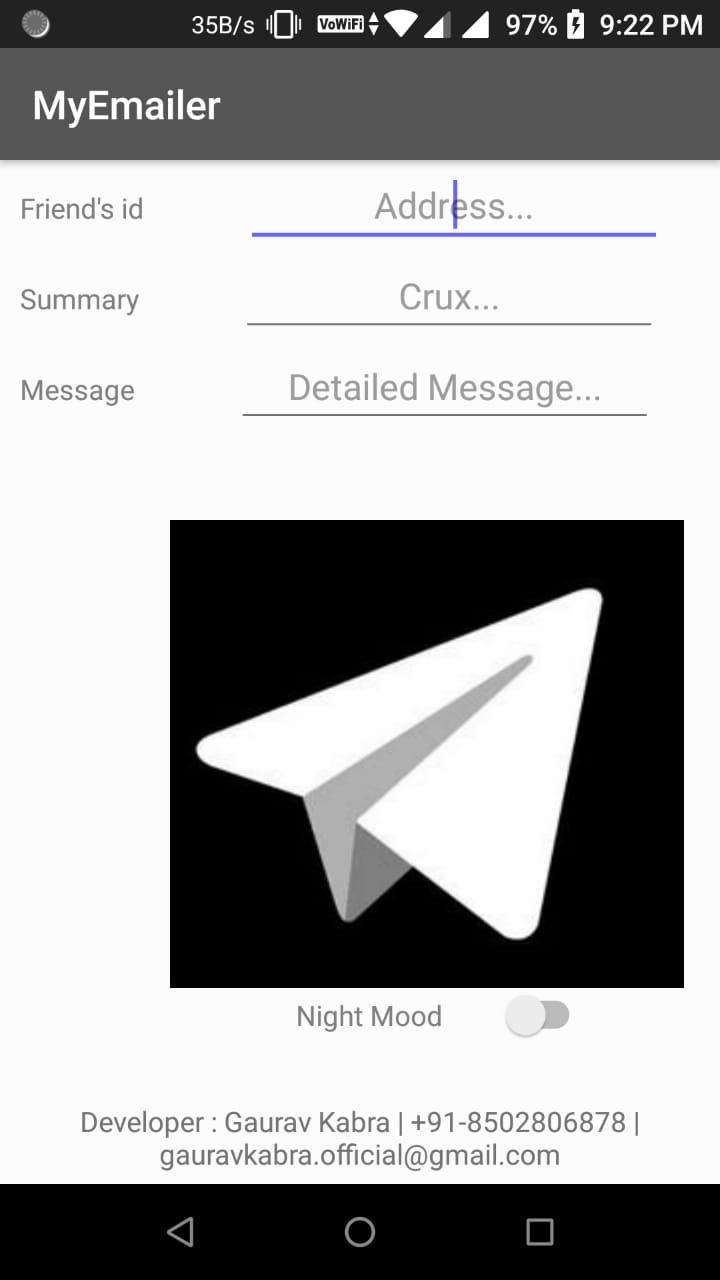 35B/s VoWiFi 97% 9:22 PM
MyEmailer
Friend's id Address...
Summary Crux...
Message Detailed Message...
Night Mood
Developer : Gaurav Kabra | +91-8502806878 |
gauravkabra.official@gmail.com